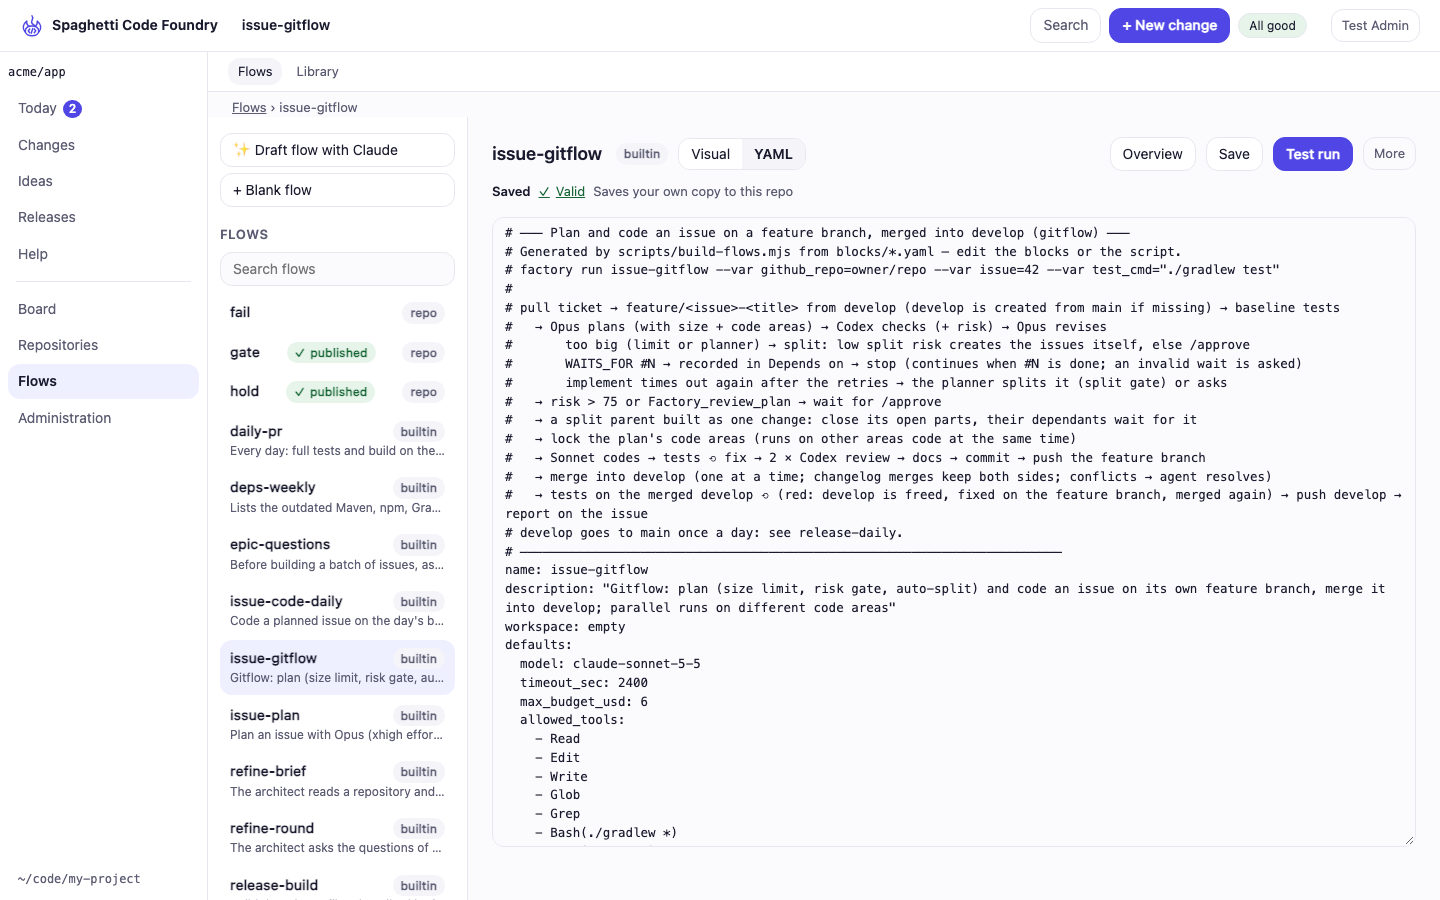 Spaghetti Code Foundry
issue-gitflow
Search
+ New change
All good
Test Admin
acme/app
Today 2
Changes
Ideas
Releases
Help
Board
Repositories
Flows
Administration
~/code/my-project
Flows
Library
Flows › issue-gitflow
✨ Draft flow with Claude
+ Blank flow
FLOWS
Search flows
fail repo
gate ✓ published repo
hold ✓ published repo
daily-pr builtin
Every day: full tests and build on the...
deps-weekly builtin
Lists the outdated Maven, npm, Gra...
epic-questions builtin
Before building a batch of issues, as...
issue-code-daily builtin
Code a planned issue on the day's b...
issue-gitflow builtin
Gitflow: plan (size limit, risk gate, au...
issue-plan builtin
Plan an issue with Opus (xhigh effor...
refine-brief builtin
The architect reads a repository and...
refine-round builtin
The architect asks the questions of ...
release-build builtin
issue-gitflow builtin Visual YAML
Overview Save Test run More
Saved ✓ Valid Saves your own copy to this repo
# ─── Plan and code an issue on a feature branch, merged into develop (gitflow) ───
# Generated by scripts/build-flows.mjs from blocks/*.yaml — edit the blocks or the script.
# factory run issue-gitflow --var github_repo=owner/repo --var issue=42 --var test_cmd="./gradlew test"
#
# pull ticket → feature/<issue>-<title> from develop (develop is created from main if missing) → baseline tests
#   → Opus plans (with size + code areas) → Codex checks (+ risk) → Opus revises
#       too big (limit or planner) → split: low split risk creates the issues itself, else /approve
#       WAITS_FOR #N → recorded in Depends on → stop (continues when #N is done; an invalid wait is asked)
#       implement times out again after the retries → the planner splits it (split gate) or asks
#   → risk > 75 or Factory_review_plan → wait for /approve
#   → a split parent built as one change: close its open parts, their dependants wait for it
#   → lock the plan's code areas (runs on other areas code at the same time)
#   → Sonnet codes → tests ⟲ fix → 2 × Codex review → docs → commit → push the feature branch
#   → merge into develop (one at a time; changelog merges keep both sides; conflicts → agent resolves)
#   → tests on the merged develop ⟲ (red: develop is freed, fixed on the feature branch, merged again) → push develop →
report on the issue
# develop goes to main once a day: see release-daily.
# ────────────────────────────────────────────────────────────────────────
name: issue-gitflow
description: "Gitflow: plan (size limit, risk gate, auto-split) and code an issue on its own feature branch, merge it
into develop; parallel runs on different code areas"
workspace: empty
defaults:
  model: claude-sonnet-5-5
  timeout_sec: 2400
  max_budget_usd: 6
  allowed_tools:
    - Read
    - Edit
    - Write
    - Glob
    - Grep
    - Bash(./gradlew *)